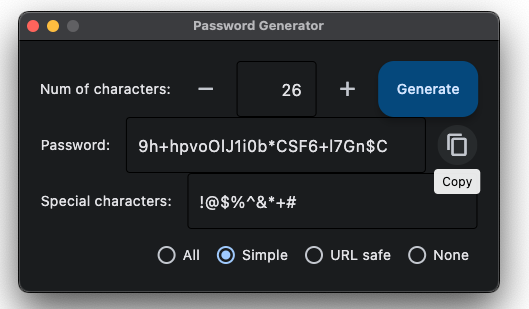 Password Generator
Num of characters: − 26 + Generate
Password: 9h+hpvoOlJ1i0b*CSF6+l7Gn$C
Copy
Special characters: !@$%^&*+#
All Simple URL safe None